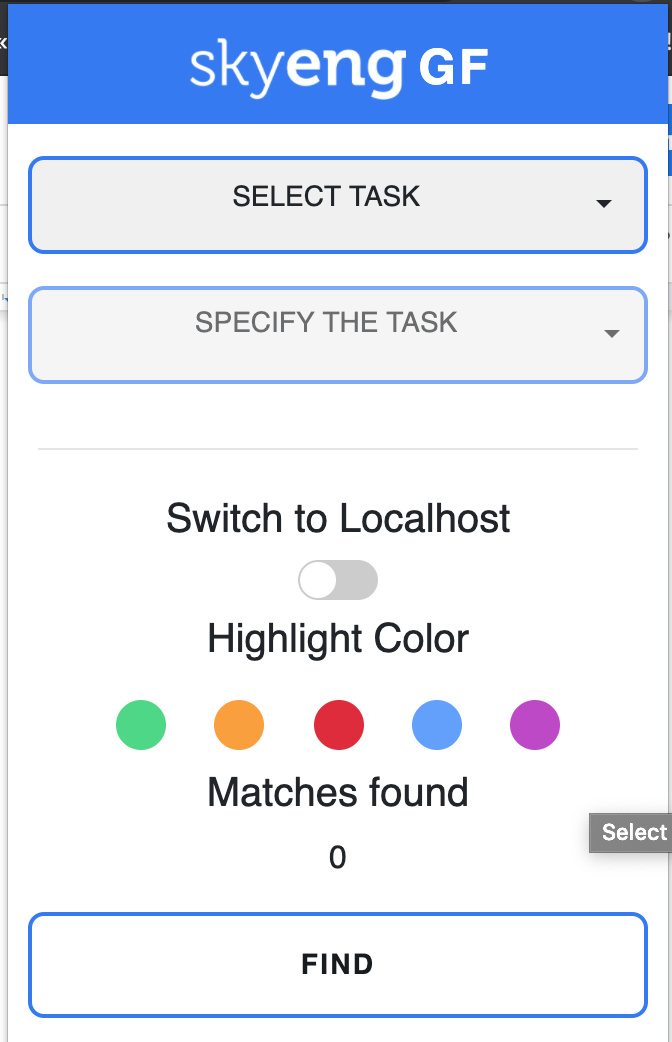 skyeng GF
SELECT TASK
SPECIFY THE TASK
Switch to Localhost
Highlight Color
Matches found
Select
0
FIND